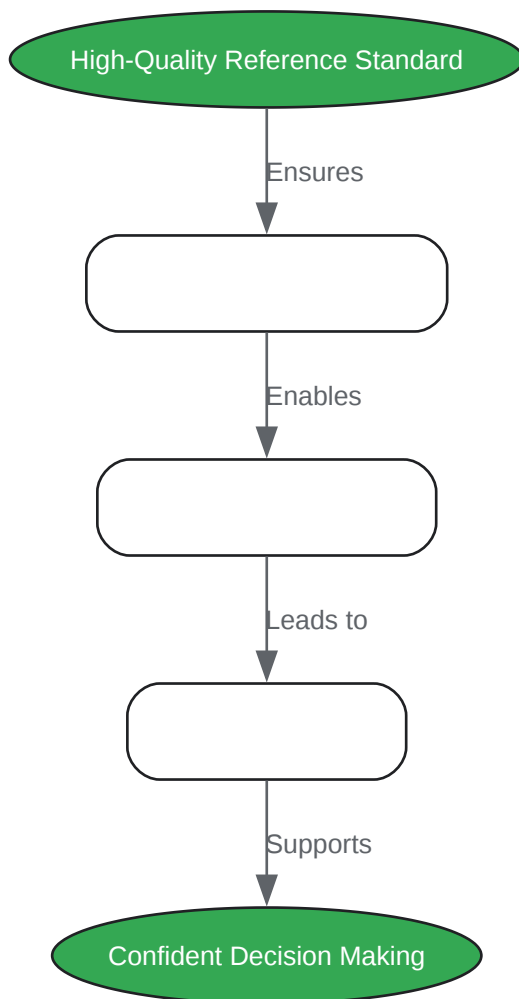 High-Quality Reference Standard
Ensures
Enables
Leads to
Supports
Confident Decision Making